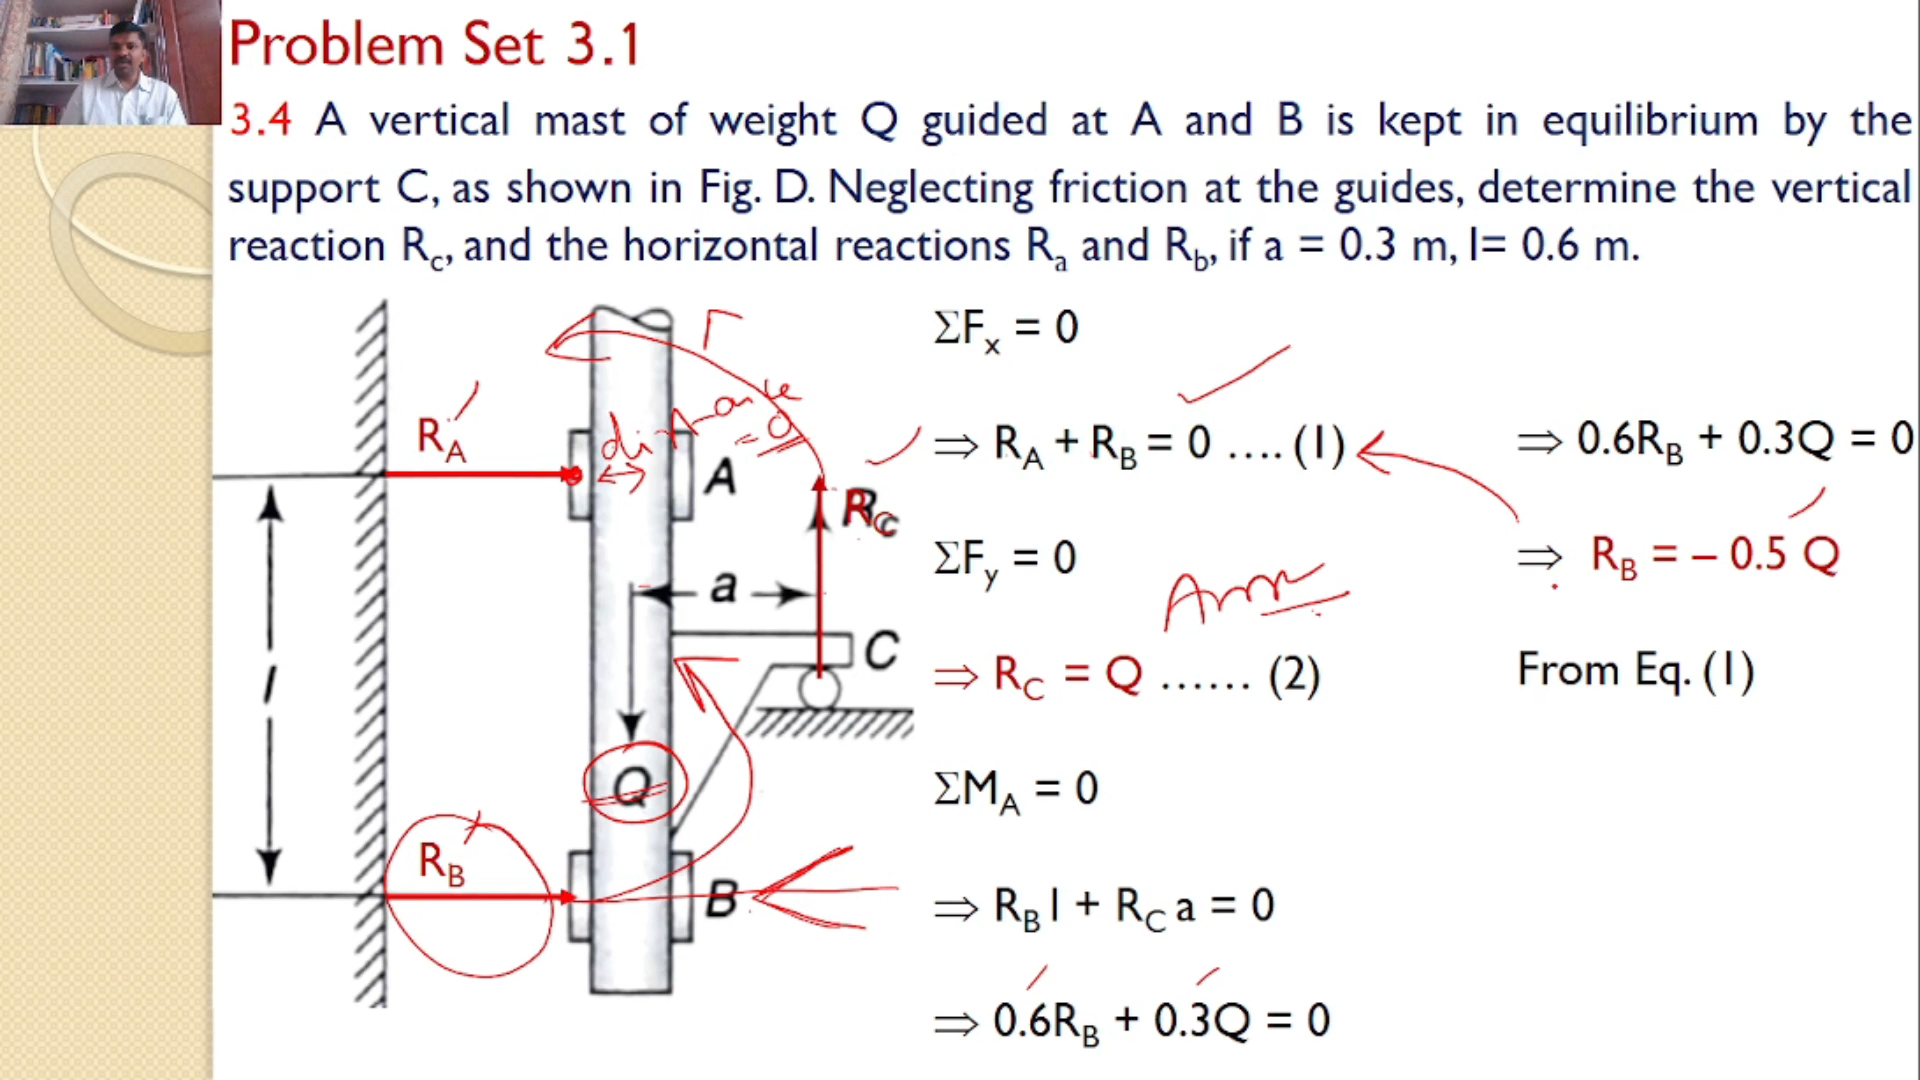 Problem Set 3.1
3.4 A vertical mast of weight Q guided at A and B is kept in equilibrium by the
support C, as shown in Fig. D. Neglecting friction at the guides, determine the vertical
reaction Rc, and the horizontal reactions Ra and Rb, if a = 0.3 m, l= 0.6 m.
RA
distance
= 0
A
RC
a
C
l
Q
RB
B
ΣFx = 0
⇒ RA + RB = 0 .... (1)
ΣFy = 0
⇒ RC = Q ...... (2)
ΣMA = 0
⇒ RB l + RC a = 0
⇒ 0.6RB + 0.3Q = 0
⇒ 0.6RB + 0.3Q = 0
⇒ RB = – 0.5 Q
From Eq. (1)